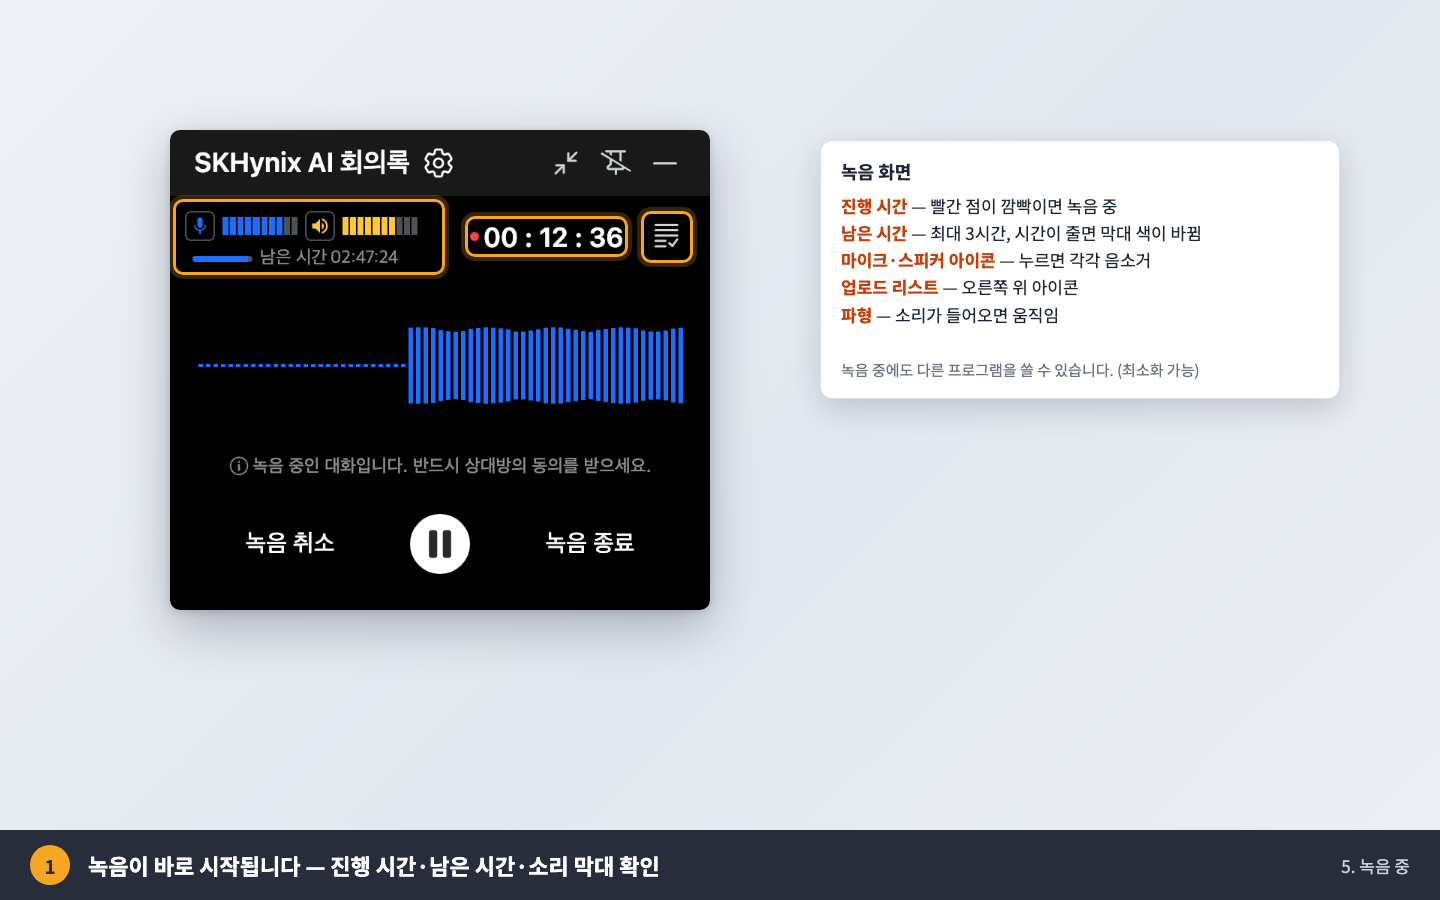 SKHynix AI 회의록
남은 시간 02:47:24
00 : 12 : 36
녹음 중인 대화입니다. 반드시 상대방의 동의를 받으세요.
녹음 취소
녹음 종료
녹음 화면
진행 시간 — 빨간 점이 깜빡이면 녹음 중
남은 시간 — 최대 3시간, 시간이 줄면 막대 색이 바뀜
마이크·스피커 아이콘 — 누르면 각각 음소거
업로드 리스트 — 오른쪽 위 아이콘
파형 — 소리가 들어오면 움직임
녹음 중에도 다른 프로그램을 쓸 수 있습니다. (최소화 가능)
1 녹음이 바로 시작됩니다 — 진행 시간·남은 시간·소리 막대 확인
5. 녹음 중